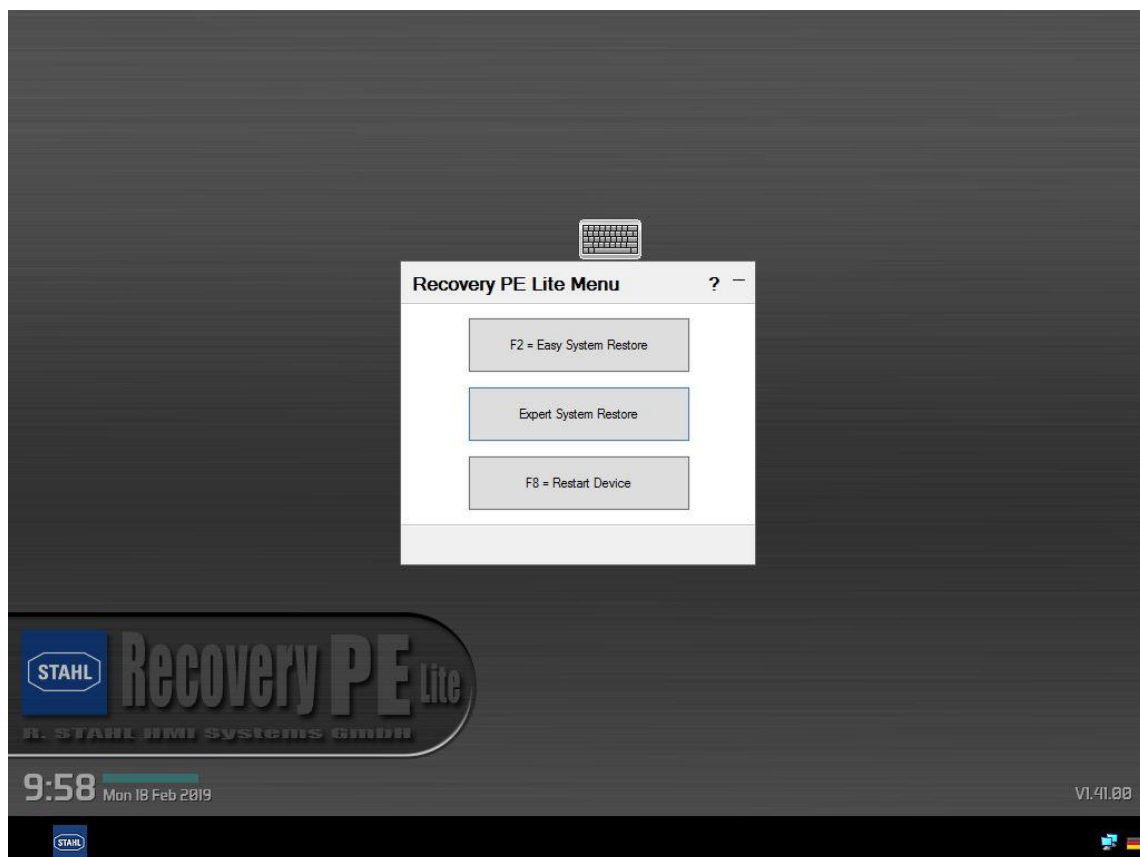 Recovery PE Lite Menu ?
F2 = Easy System Restore
Expert System Restore
F8 = Restart Device
STAHL Recovery PE Lite
R. STAHL HMI Systems GmbH
9:58 Mon 18 Feb 2019
V1.41.00
STAHL